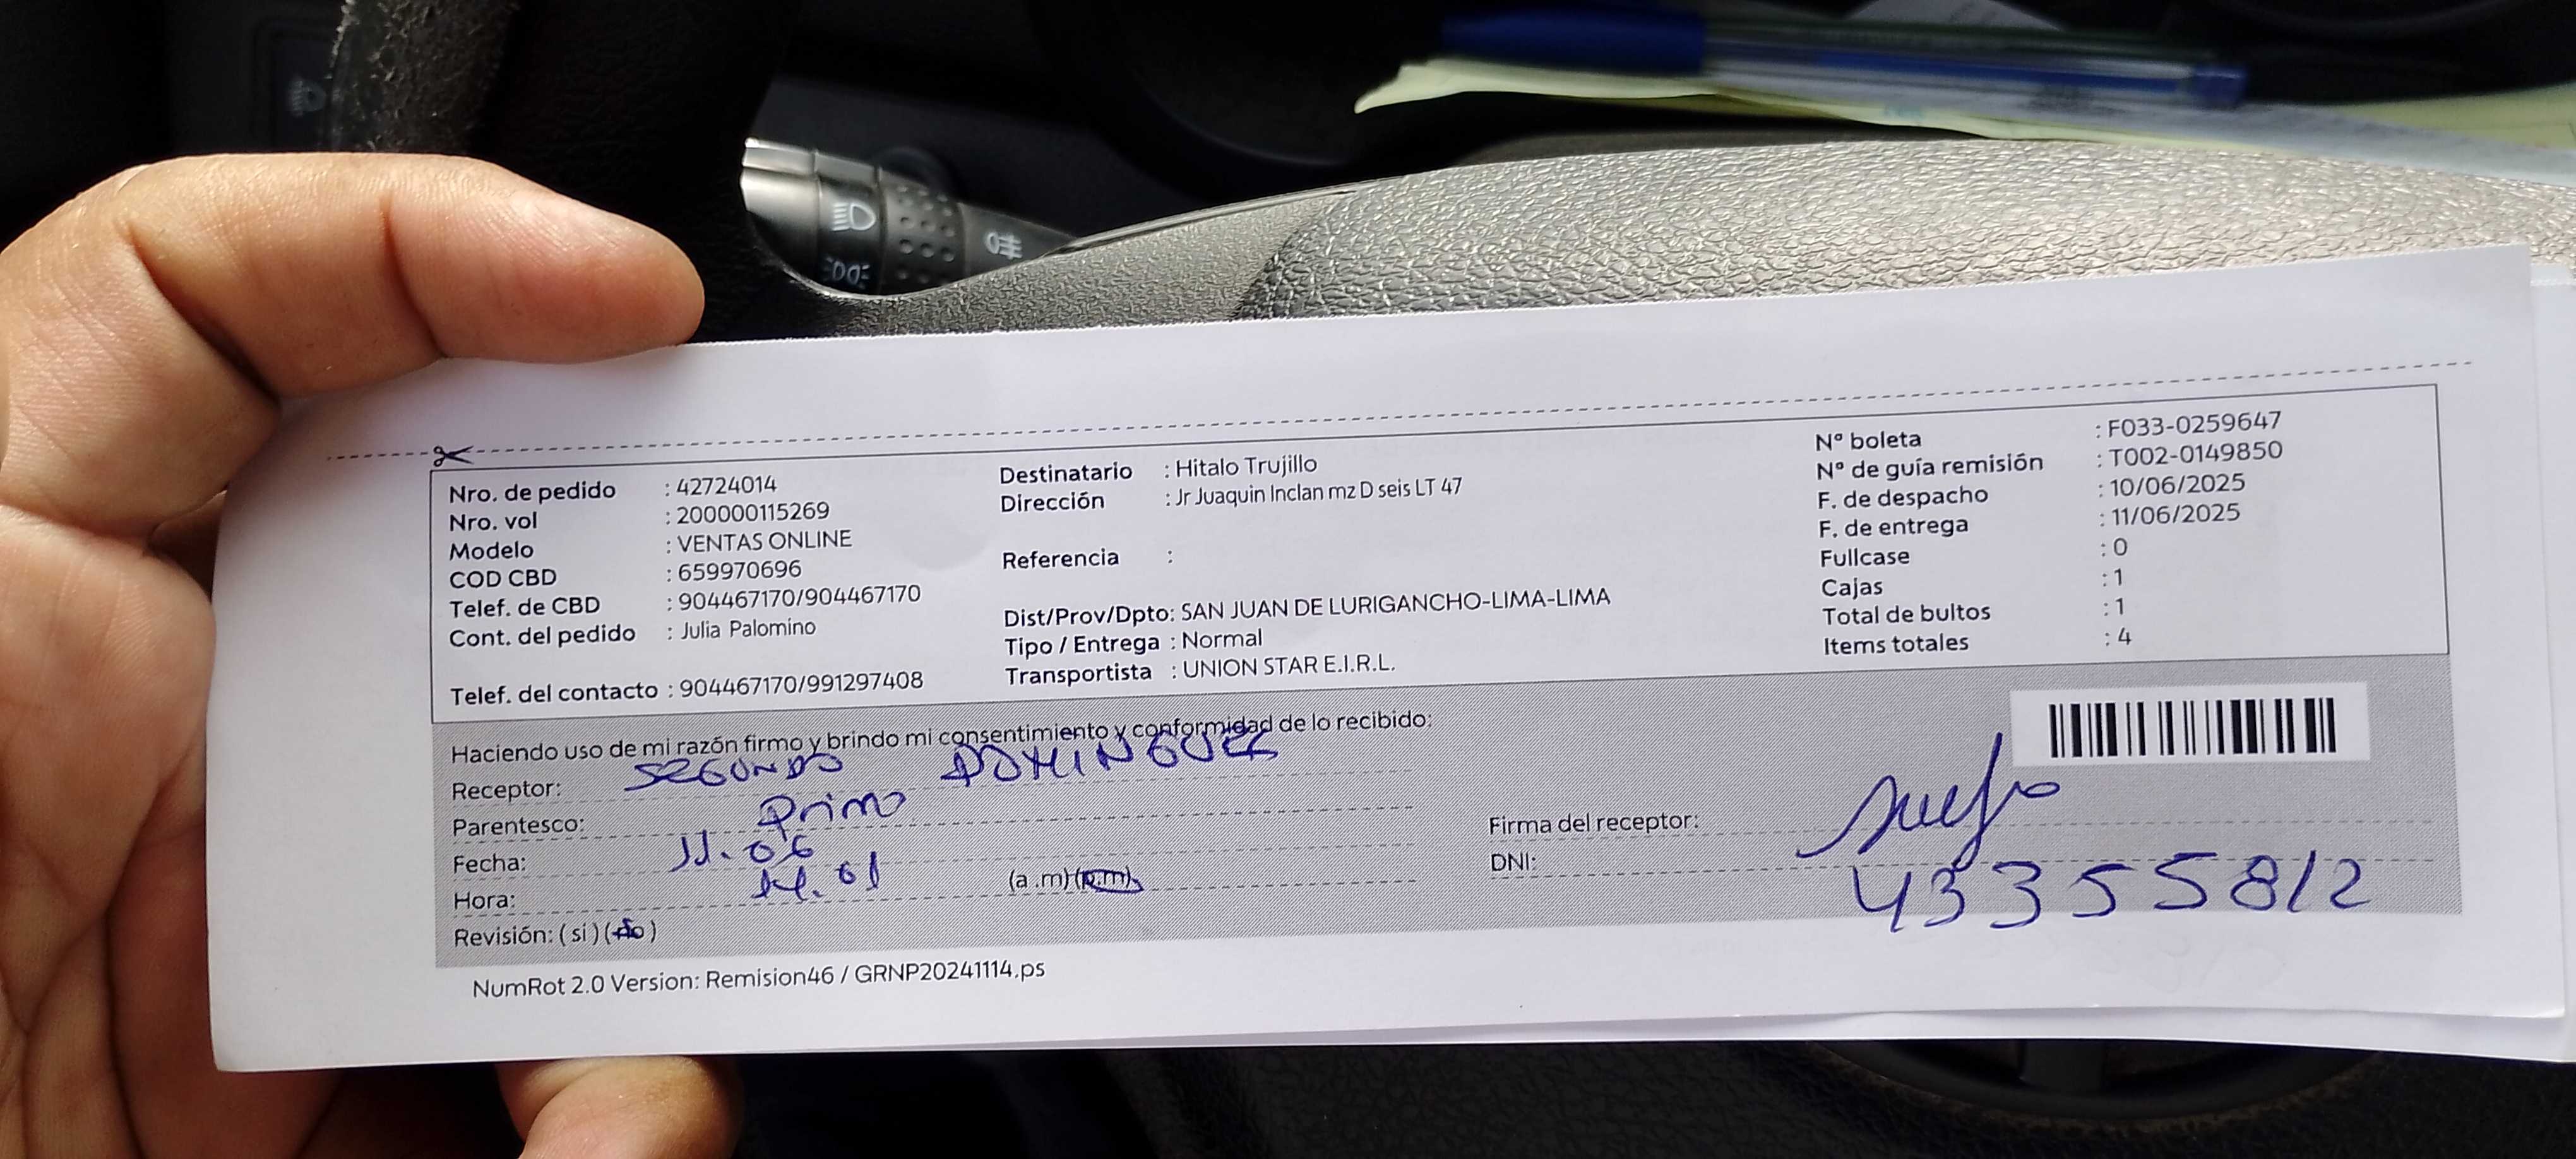 Nro. de pedido : 42724014
Nro. vol : 200000115269
Modelo : VENTAS ONLINE
COD CBD : 659970696
Telef. de CBD : 904467170/904467170
Cont. del pedido : Julia Palomino
Telef. del contacto : 904467170/991297408
Destinatario : Hitalo Trujillo
Dirección : Jr Juaquin Inclan mz D seis LT 47
Referencia :
Dist/Prov/Dpto: SAN JUAN DE LURIGANCHO-LIMA-LIMA
Tipo / Entrega : Normal
Transportista : UNION STAR E.I.R.L.
Nº boleta : F033-0259647
Nº de guía remisión : T002-0149850
F. de despacho : 10/06/2025
F. de entrega : 11/06/2025
Fullcase : 0
Cajas : 1
Total de bultos : 1
Items totales : 4
Haciendo uso de mi razón firmo y brindo mi consentimiento y conformidad de lo recibido:
Receptor: SEGUNDO DOMINGUEZ
Parentesco: Primo
Fecha: 11.06
Hora: (a .m) (p.m)
Revisión: ( si ) (no)
Firma del receptor:
DNI: 43355812
NumRot 2.0 Version: Remision46 / GRNP20241114.ps